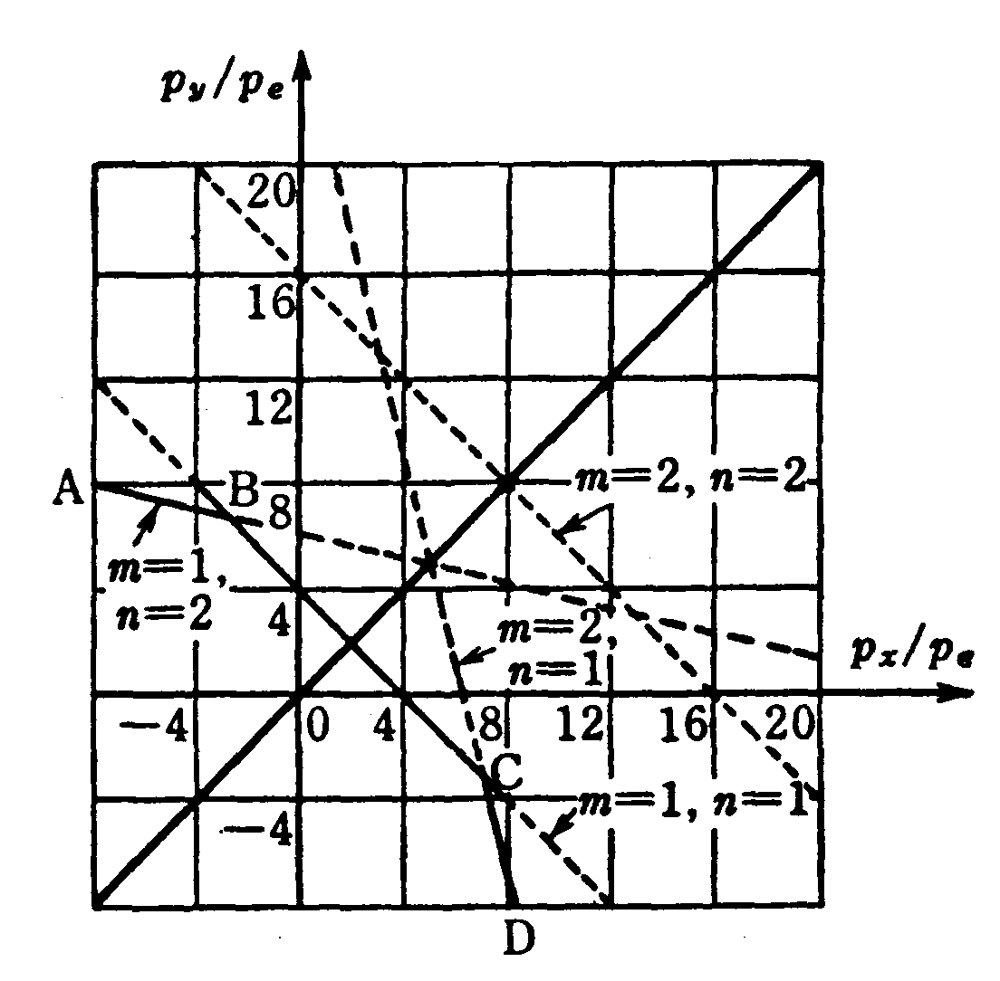 p_y/p_e
20
16
12
A
B
8
m=2, n=2
m=1,
n=2
4
m=2,
n=1
p_x/p_e
−4
0
4
8
12
16
20
C
−4
m=1, n=1
D